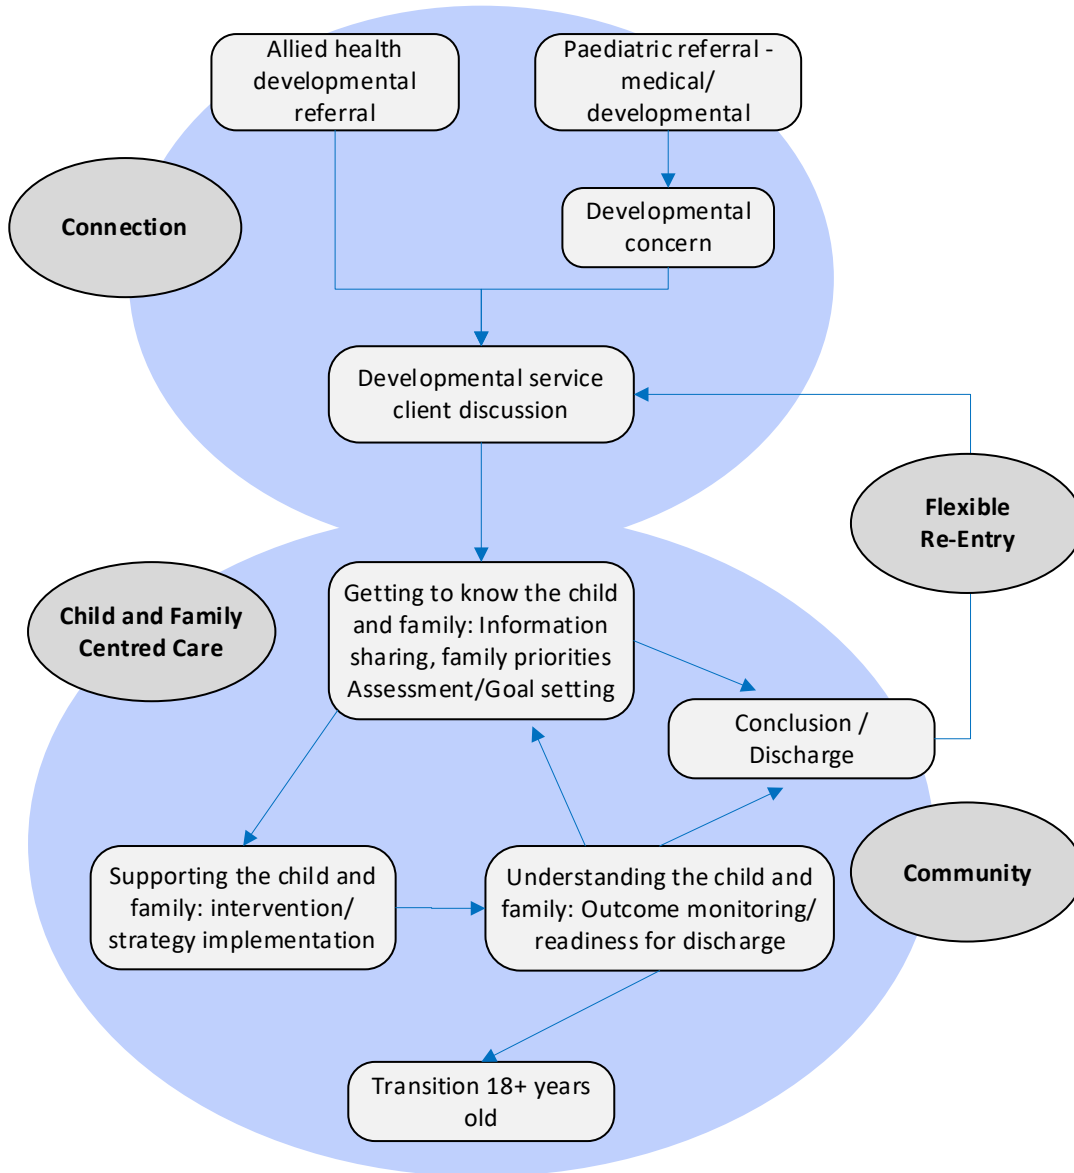 Allied health
developmental
referral
Paediatric referral -
medical/
developmental
Connection
Developmental
concern
Developmental service
client discussion
Flexible
Re-Entry
Getting to know the child
and family: Information
sharing, family priorities
Assessment/Goal setting
Child and Family
Centred Care
Conclusion /
Discharge
Community
Supporting the child and
family: intervention/
strategy implementation
Understanding the child and
family: Outcome monitoring/
readiness for discharge
Transition 18+ years
old